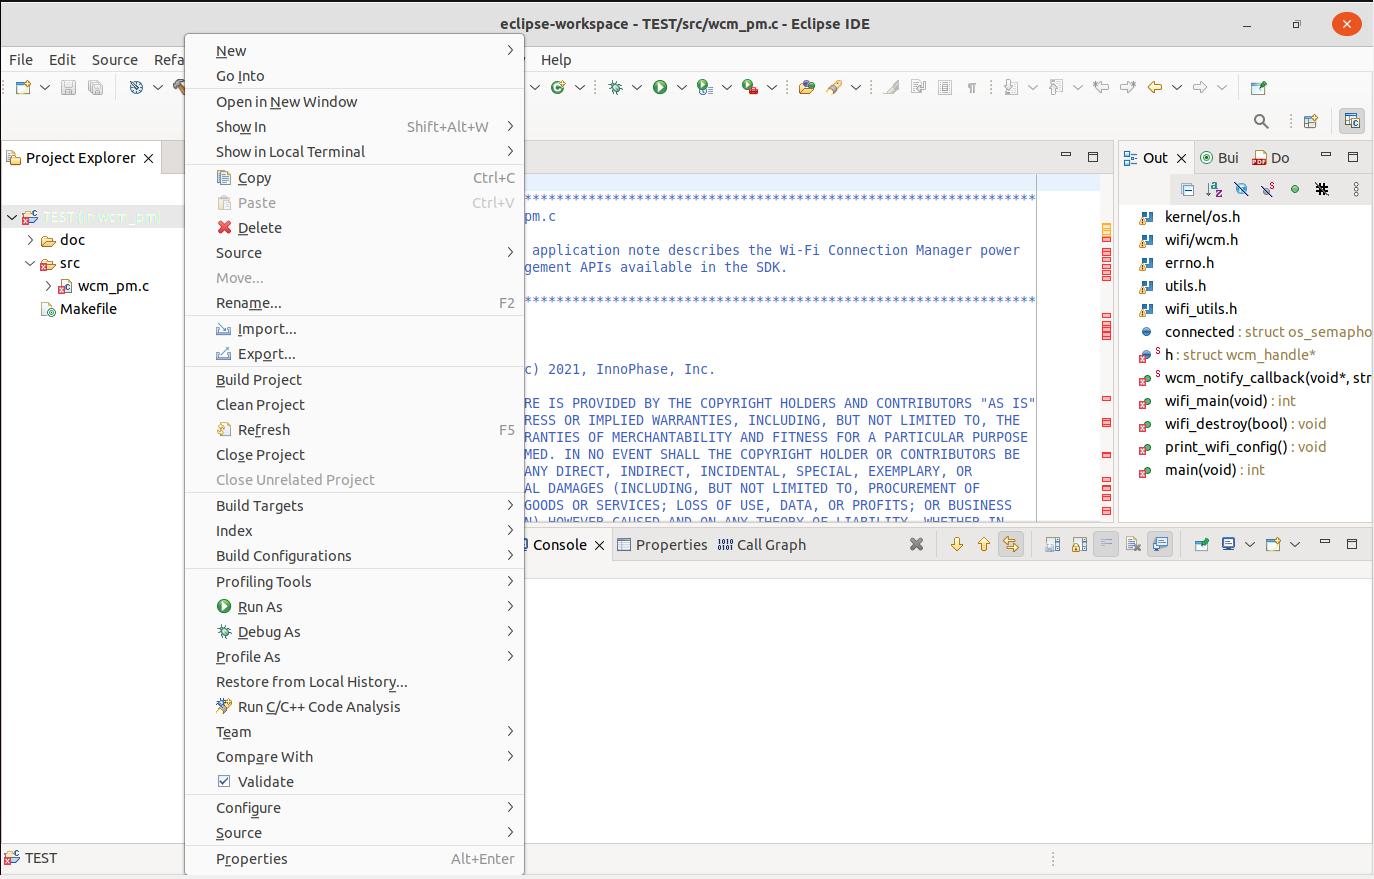 eclipse-workspace - TEST/src/wcm_pm.c - Eclipse IDE
File Edit Source Refa Help
New
Go Into
Open in New Window
Show In Shift+Alt+W
Show in Local Terminal
Copy Ctrl+C
Paste Ctrl+V
Delete
Source
Move...
Rename... F2
Import...
Export...
Build Project
Clean Project
Refresh F5
Close Project
Close Unrelated Project
Build Targets
Index
Build Configurations
Profiling Tools
Run As
Debug As
Profile As
Restore from Local History...
Run C/C++ Code Analysis
Team
Compare With
Validate
Configure
Source
Properties Alt+Enter
Project Explorer
TEST (in wcm_pm)
doc
src
wcm_pm.c
Makefile
****************************************************************
pm.c
application note describes the Wi-Fi Connection Manager power
gement APIs available in the SDK.
****************************************************************
c) 2021, InnoPhase, Inc.
RE IS PROVIDED BY THE COPYRIGHT HOLDERS AND CONTRIBUTORS "AS IS"
RESS OR IMPLIED WARRANTIES, INCLUDING, BUT NOT LIMITED TO, THE
RANTIES OF MERCHANTABILITY AND FITNESS FOR A PARTICULAR PURPOSE
MED. IN NO EVENT SHALL THE COPYRIGHT HOLDER OR CONTRIBUTORS BE
ANY DIRECT, INDIRECT, INCIDENTAL, SPECIAL, EXEMPLARY, OR
AL DAMAGES (INCLUDING, BUT NOT LIMITED TO, PROCUREMENT OF
GOODS OR SERVICES; LOSS OF USE, DATA, OR PROFITS; OR BUSINESS
N) HOWEVER CAUSED AND ON ANY THEORY OF LIABILITY, WHETHER IN
Out Bui Do
kernel/os.h
wifi/wcm.h
errno.h
utils.h
wifi_utils.h
connected : struct os_semapho
h : struct wcm_handle*
wcm_notify_callback(void*, str
wifi_main(void) : int
wifi_destroy(bool) : void
print_wifi_config() : void
main(void) : int
Console Properties Call Graph
TEST